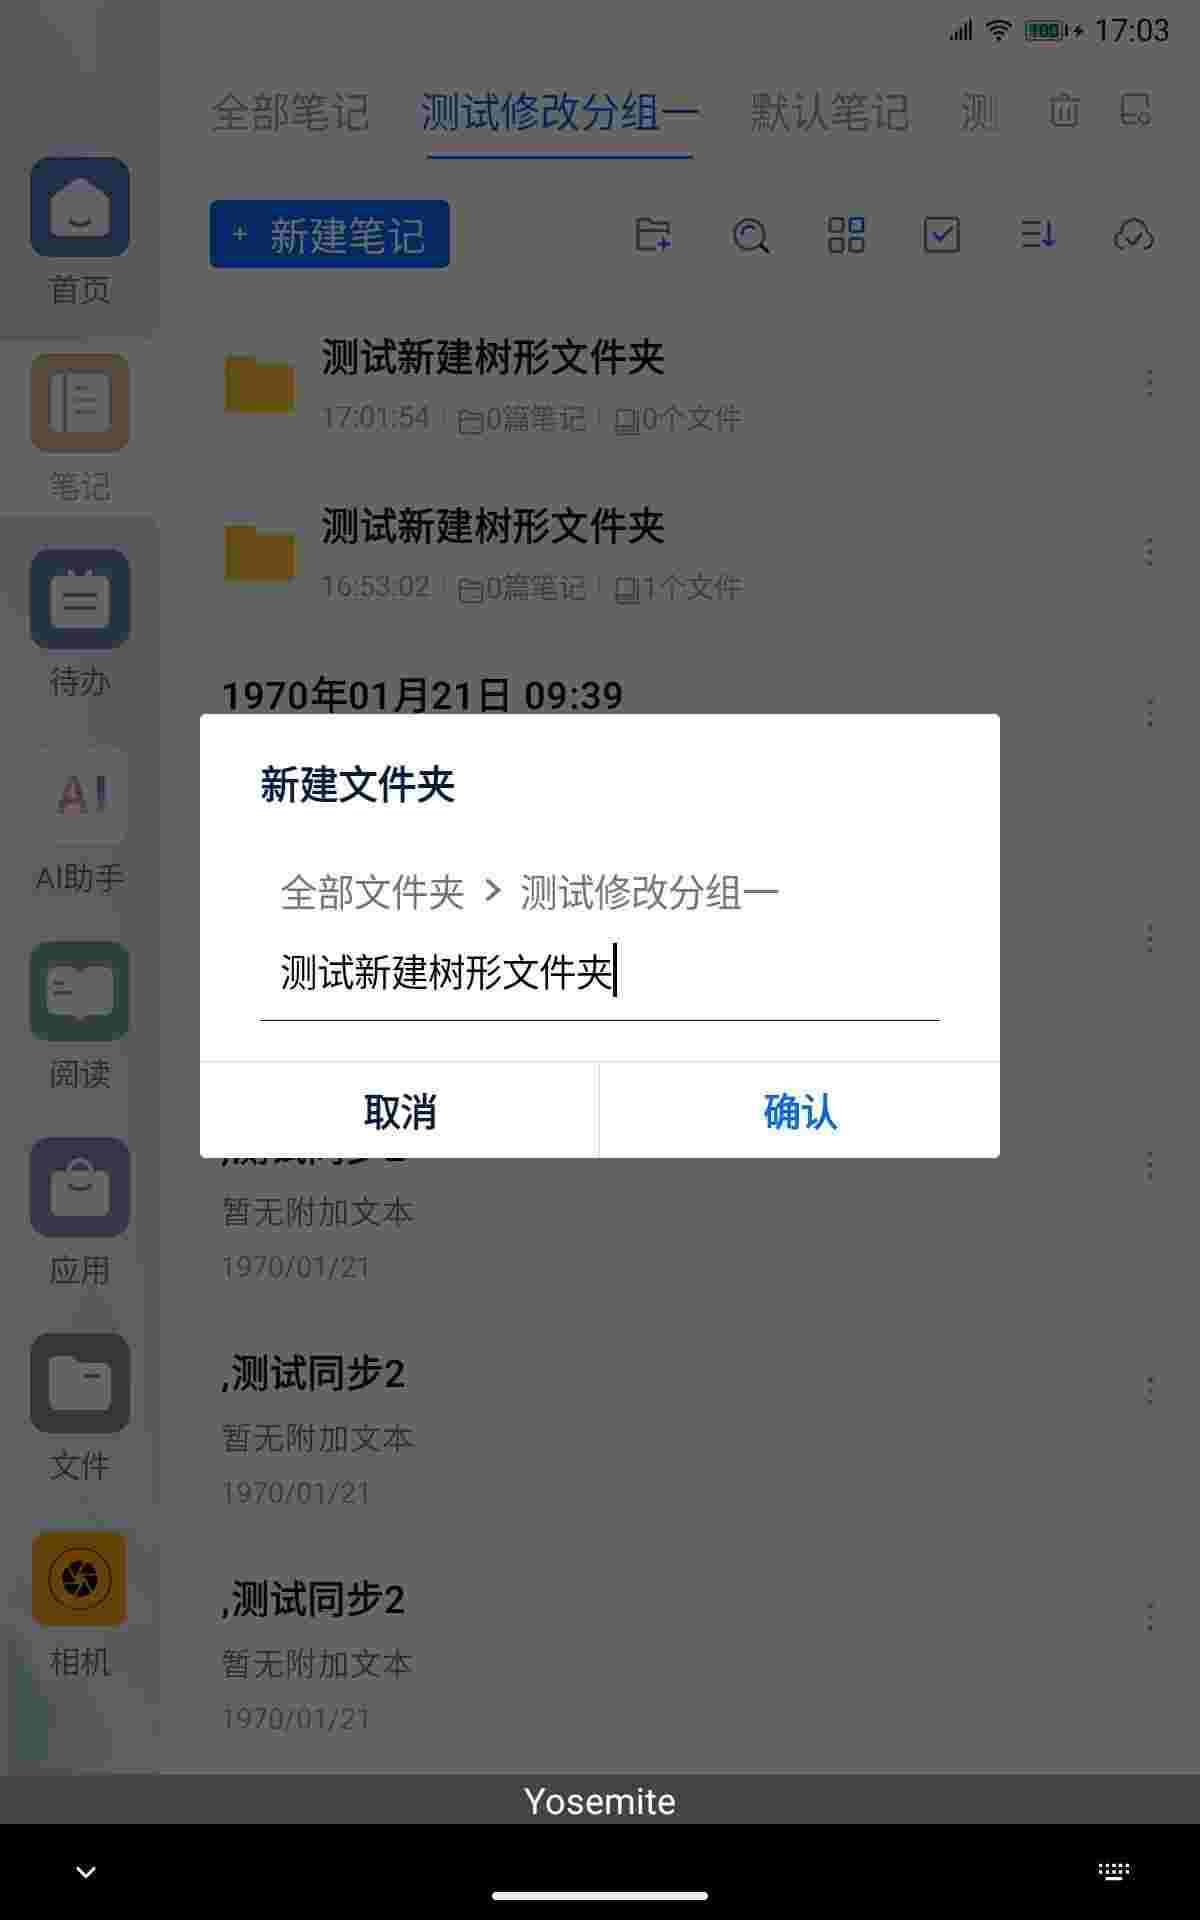 100 17:03
全部笔记 测试修改分组一 默认笔记 测
+ 新建笔记
首页
测试新建树形文件夹
17:01:54 0篇笔记 0个文件
笔记
测试新建树形文件夹
16:53:02 0篇笔记 1个文件
待办
1970年01月21日 09:39
新建文件夹
AI
AI助手
全部文件夹 > 测试修改分组一
测试新建树形文件夹
阅读
取消 确认
,测试同步2
暂无附加文本
1970/01/21
应用
,测试同步2
暂无附加文本
1970/01/21
文件
,测试同步2
暂无附加文本
1970/01/21
相机
Yosemite